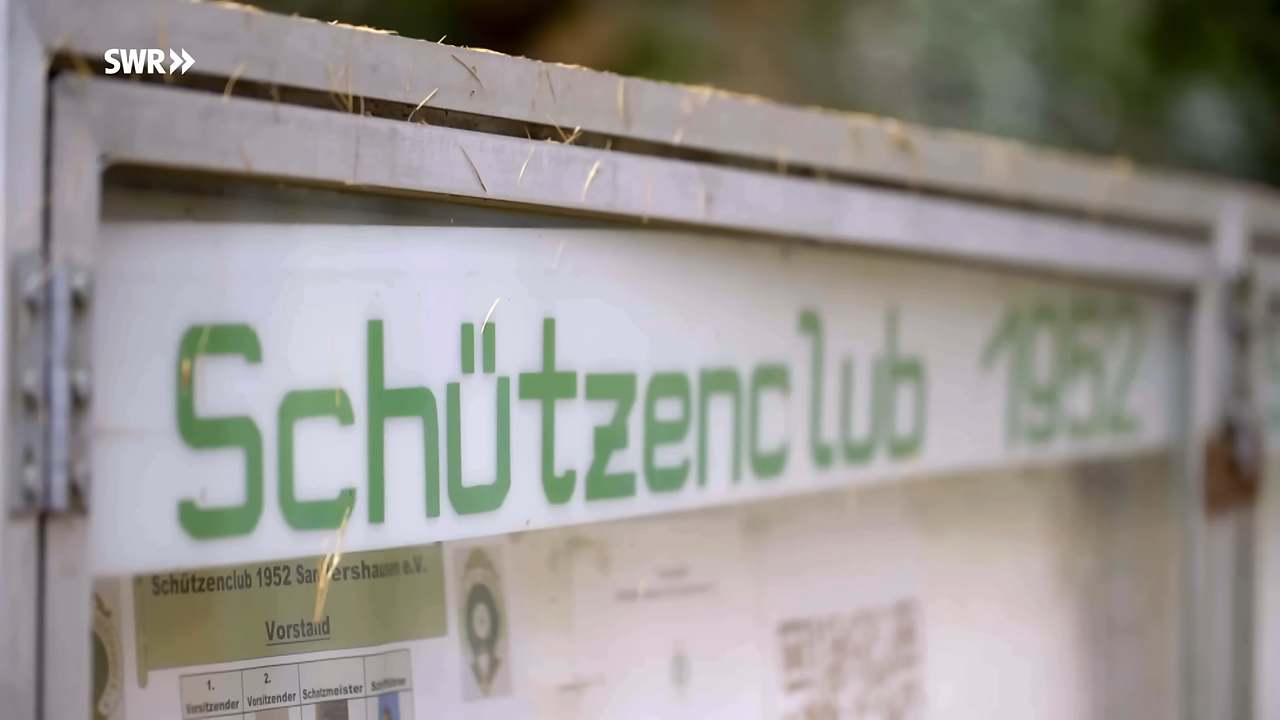 SWR
Schützenclub 1952
Schützenclub 1952 Sandershausen e.V.
Vorstand
1. Vorsitzender
2. Vorsitzender
Schatzmeister